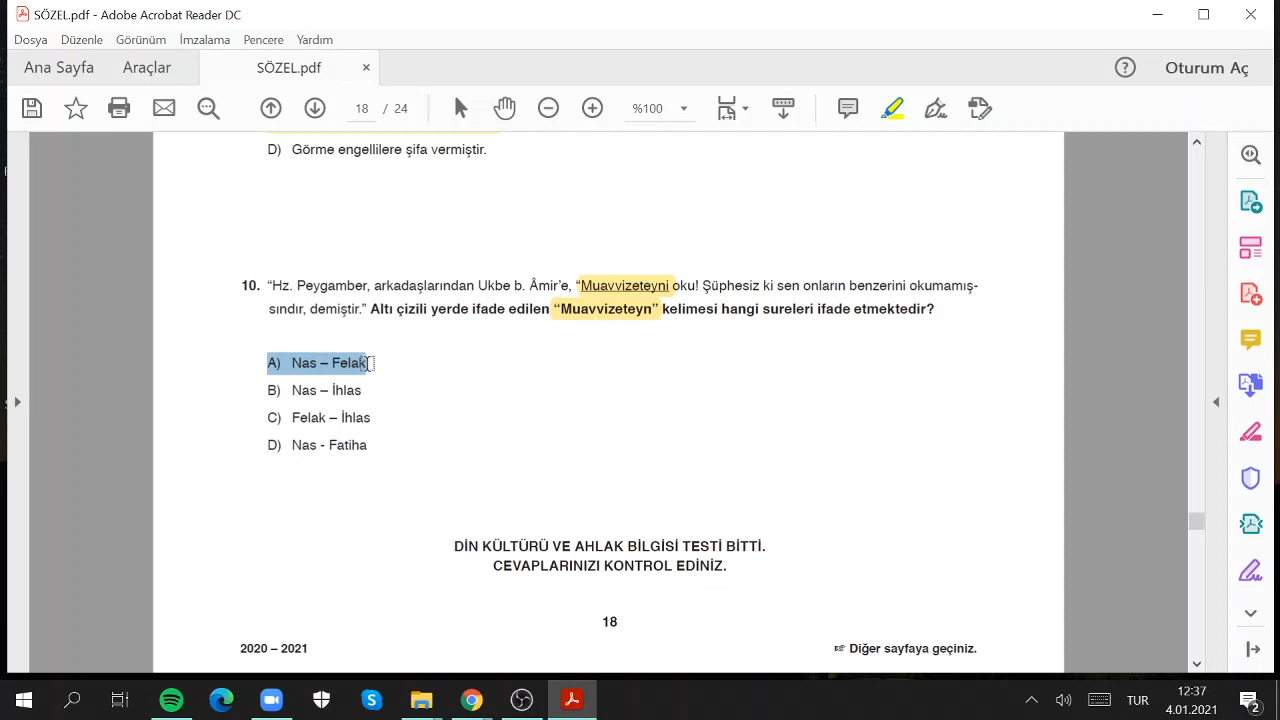 SÖZEL.pdf - Adobe Acrobat Reader DC
Dosya Düzenle Görünüm İmzalama Pencere Yardım
Ana Sayfa Araçlar SÖZEL.pdf × ? Oturum Aç
18 / 24 %100
D) Görme engellilere şifa vermiştir.
10. “Hz. Peygamber, arkadaşlarından Ukbe b. Âmir’e, “Muavvizeteyni oku! Şüphesiz ki sen onların benzerini okumamış-
sındır, demiştir.” Altı çizili yerde ifade edilen “Muavvizeteyn” kelimesi hangi sureleri ifade etmektedir?
A) Nas – Felak
B) Nas – İhlas
C) Felak – İhlas
D) Nas - Fatiha
DİN KÜLTÜRÜ VE AHLAK BİLGİSİ TESTİ BİTTİ.
CEVAPLARINIZI KONTROL EDİNİZ.
18
2020 – 2021 ☞ Diğer sayfaya geçiniz.
TUR 12:37
4.01.2021 2